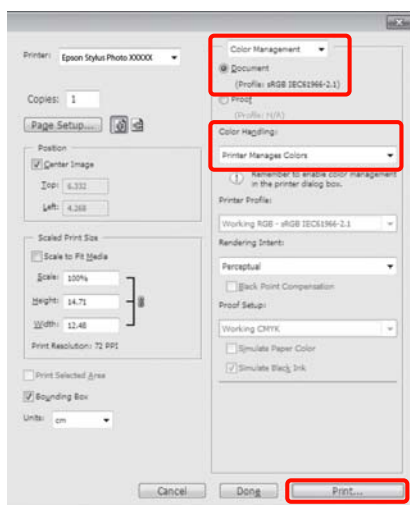 Printer:
Epson Stylus Photo XXXXX
Copies:
1
Page Setup...
Position
Center Image
Top:
6.332
Left:
4.268
Scaled Print Size
Scale to Fit Media
Scale:
100%
Height:
14.71
Width:
12.48
Print Resolution: 72 PPI
Print Selected Area
Bounding Box
Units:
cm
Color Management
Document
(Profile: sRGB IEC61966-2.1)
Proof
(Profile: N/A)
Color Handling:
Printer Manages Colors
Remember to enable color management
in the printer dialog box.
Printer Profile:
Working RGB - sRGB IEC61966-2.1
Rendering Intent:
Perceptual
Black Point Compensation
Proof Setup:
Working CMYK
Simulate Paper Color
Simulate Black Ink
Cancel
Done
Print...